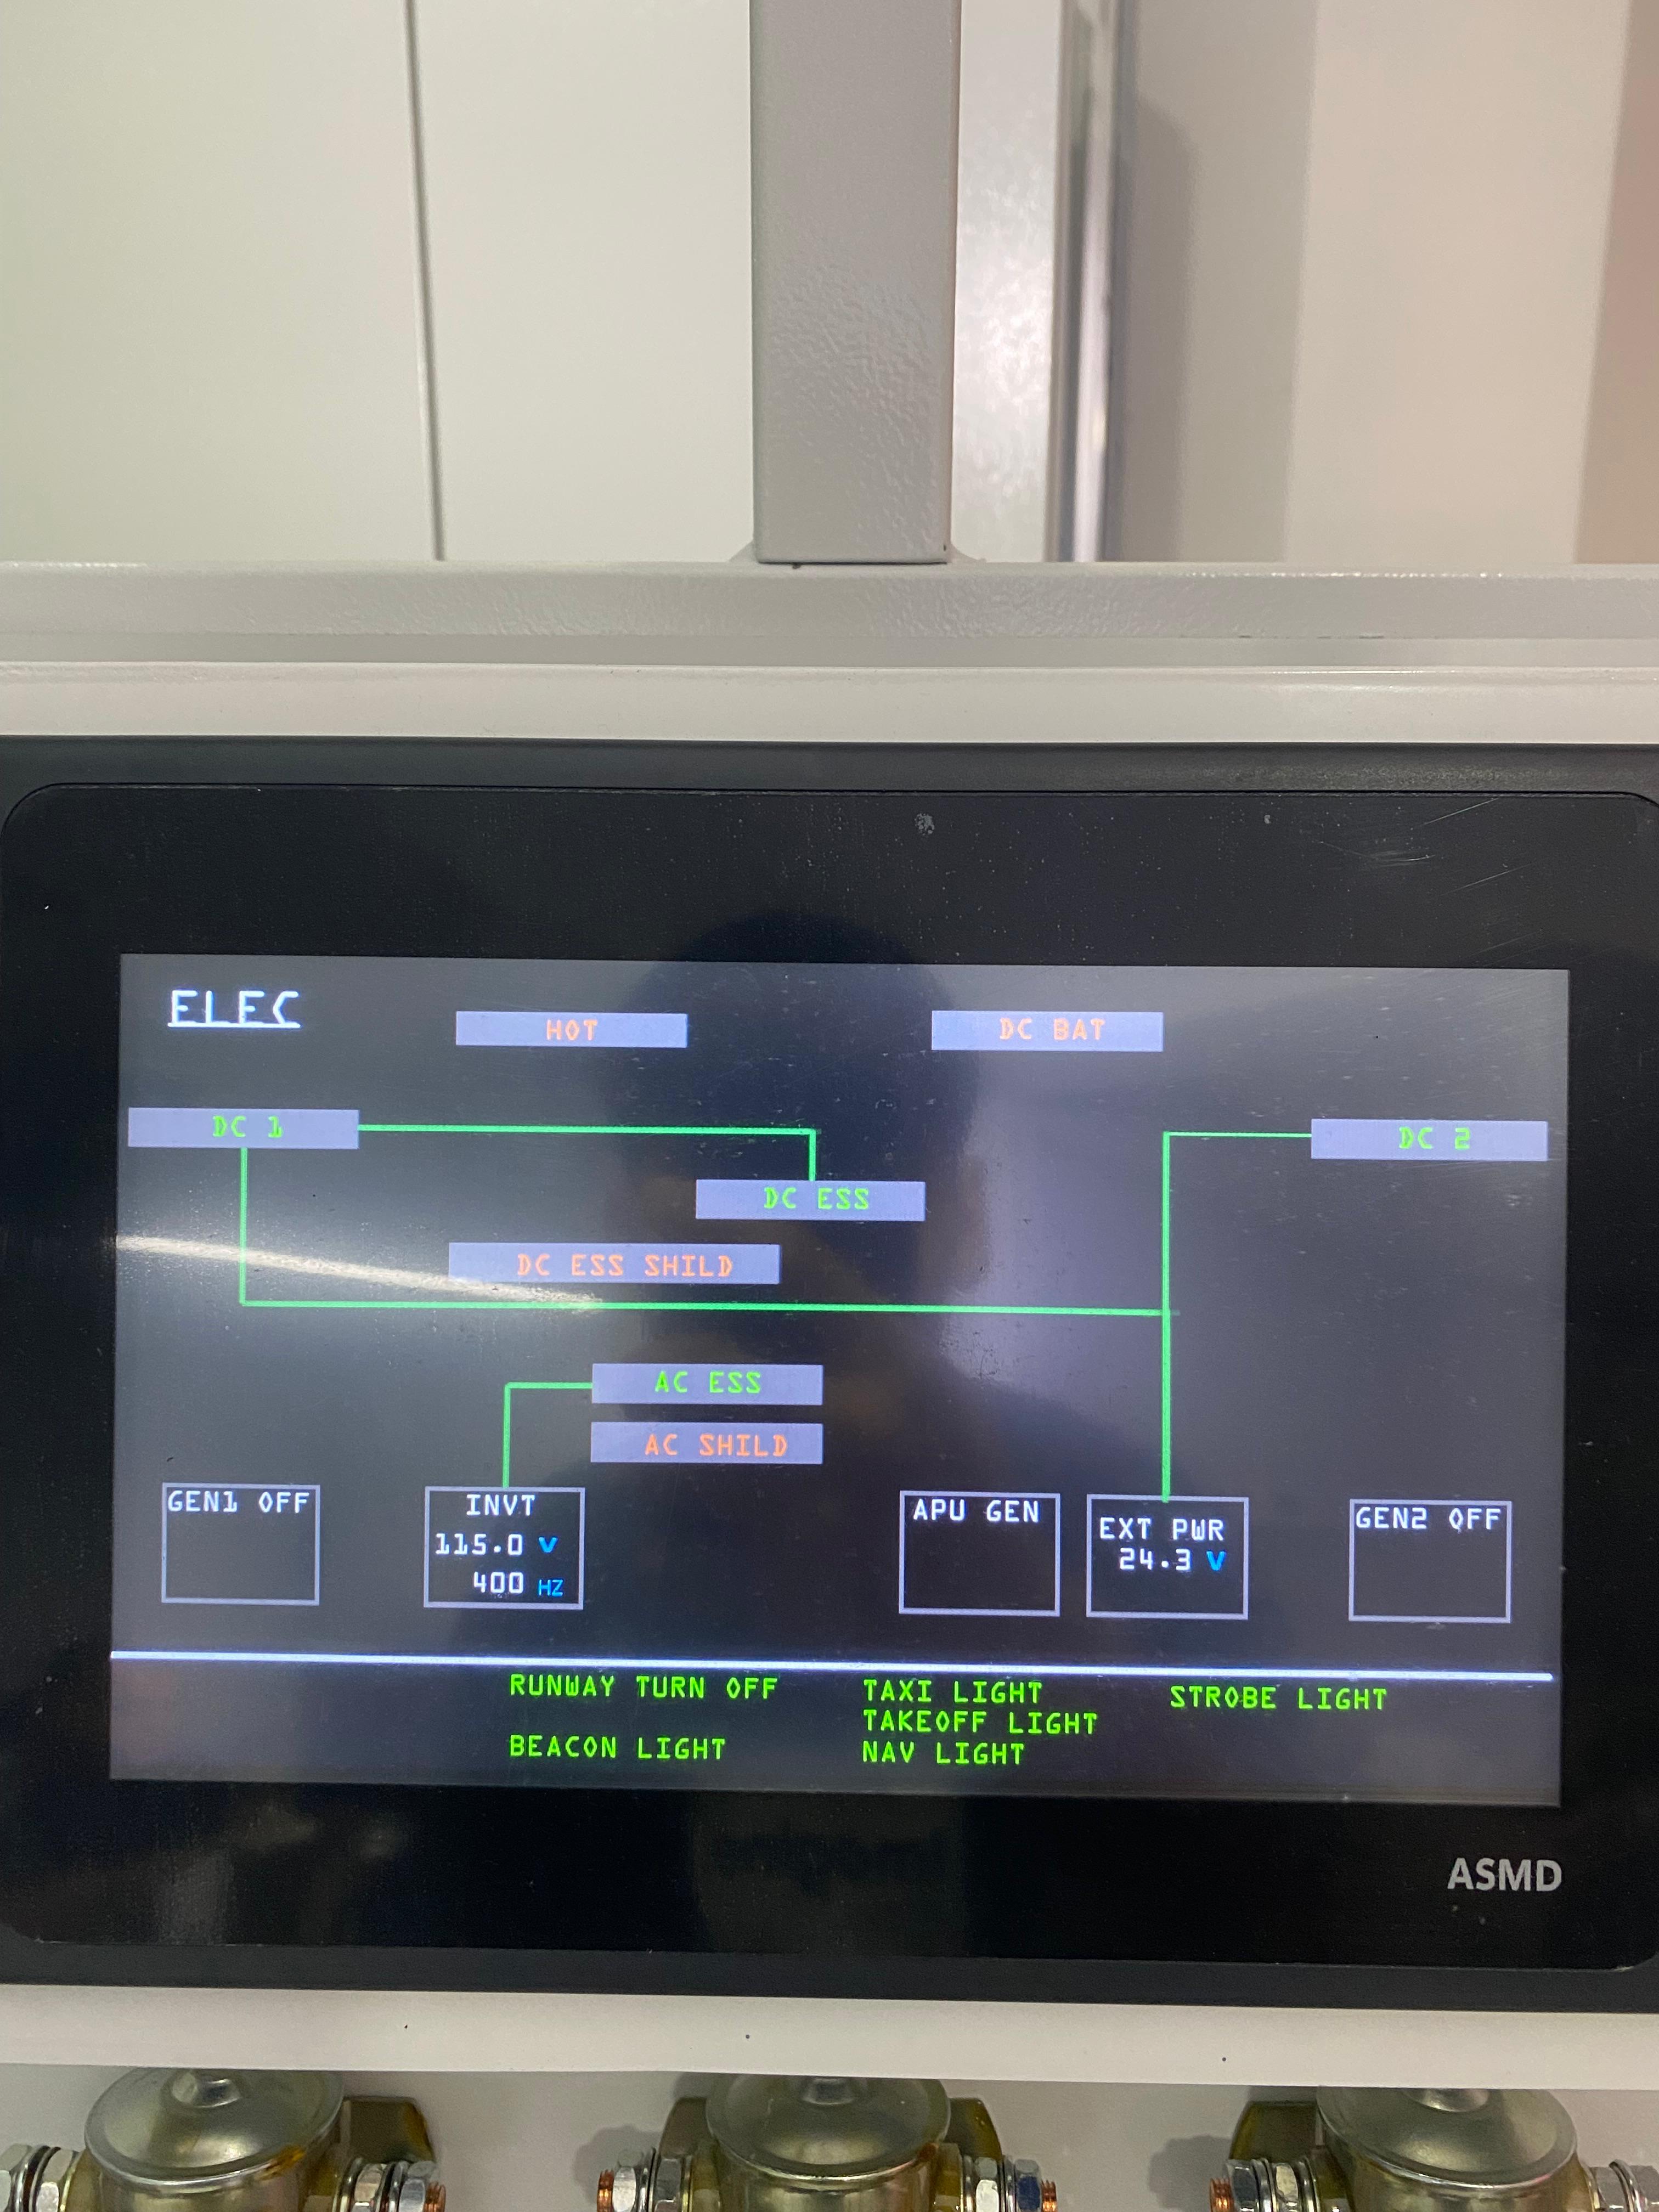 ELEC
HOT
DC BAT
DC 1
DC 2
DC ESS
DC ESS SHILD
AC ESS
AC SHILD
GEN1 OFF
INVT
115.0 V
400 HZ
APU GEN
EXT PWR
24.3 V
GEN2 OFF
RUNWAY TURN OFF
TAXI LIGHT
STROBE LIGHT
TAKEOFF LIGHT
BEACON LIGHT
NAV LIGHT
ASMD